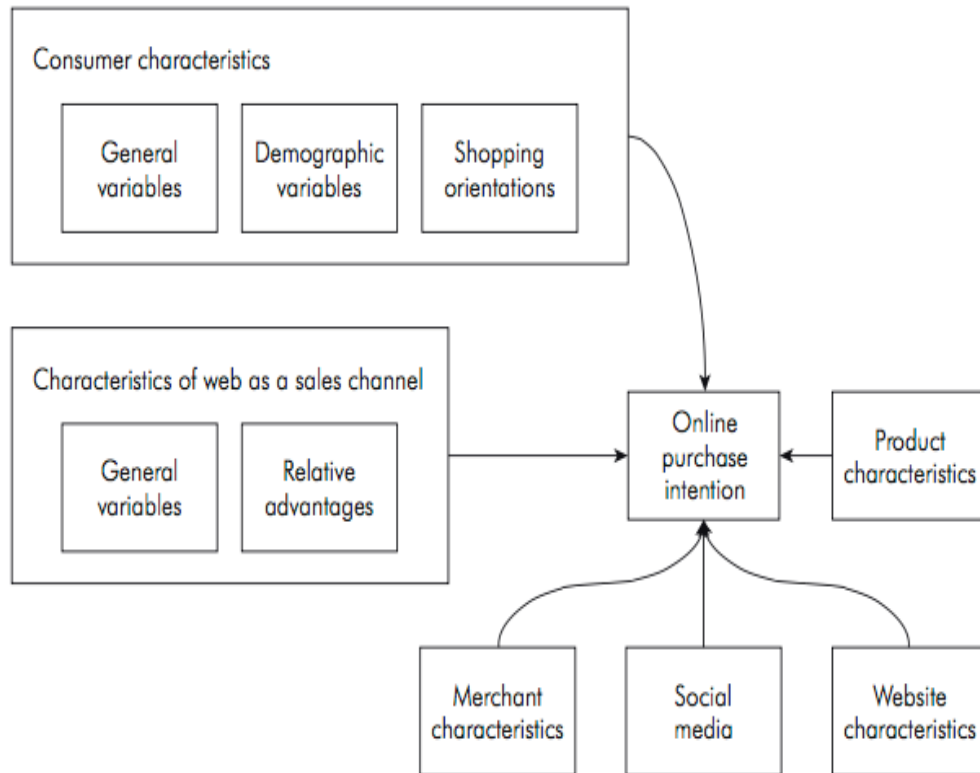 Consumer characteristics
General
variables
Demographic
variables
Shopping
orientations
Characteristics of web as a sales channel
General
variables
Relative
advantages
Online
purchase
intention
Product
characteristics
Merchant
characteristics
Social
media
Website
characteristics